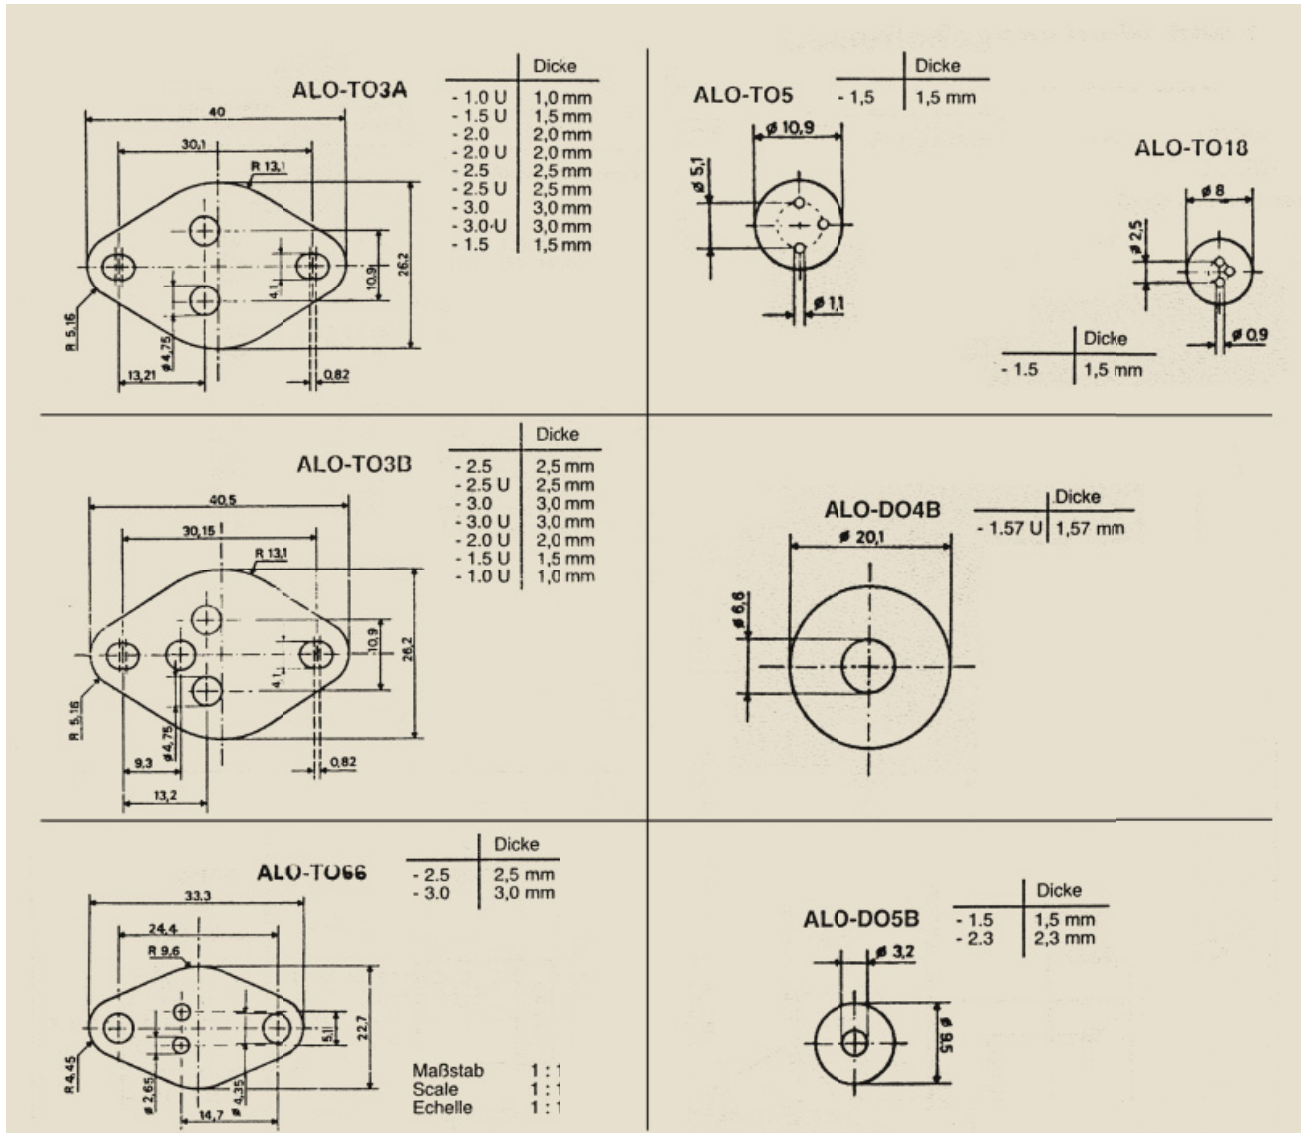 ALO-TO3A
Dicke
- 1.0 U 1,0 mm
- 1.5 U 1,5 mm
- 2.0 2,0 mm
- 2.0 U 2,0 mm
- 2.5 2,5 mm
- 2.5 U 2,5 mm
- 3.0 3,0 mm
- 3.0 U 3,0 mm
- 1.5 1,5 mm
40
30,1
R 13,1
26,2
10,9
4,1
R 5,16
ø 4,75
13,21
0,82
ALO-TO5
Dicke
- 1,5 1,5 mm
ø 10,9
ø 5,1
ø 1,1
ALO-TO18
ø 8
ø 2,5
ø 0,9
Dicke
- 1.5 1,5 mm
ALO-TO3B
Dicke
- 2.5 2,5 mm
- 2.5 U 2,5 mm
- 3.0 3,0 mm
- 3.0 U 3,0 mm
- 2.0 U 2,0 mm
- 1.5 U 1,5 mm
- 1.0 U 1,0 mm
40,5
30,15
R 13,1
10,9
26,2
4,1
R 5,16
ø 4,75
9,3
0,82
13,2
ALO-DO4B
Dicke
- 1.57 U 1,57 mm
ø 20,1
ø 6,6
ALO-TO66
Dicke
- 2.5 2,5 mm
- 3.0 3,0 mm
33,3
24,4
R 9,6
5,1
22,7
R 4,45
ø 2,65
ø 4,35
14,7
Maßstab 1 : 1
Scale 1 : 1
Echelle 1 : 1
ALO-DO5B
Dicke
- 1.5 1,5 mm
- 2.3 2,3 mm
ø 3,2
ø 9,5